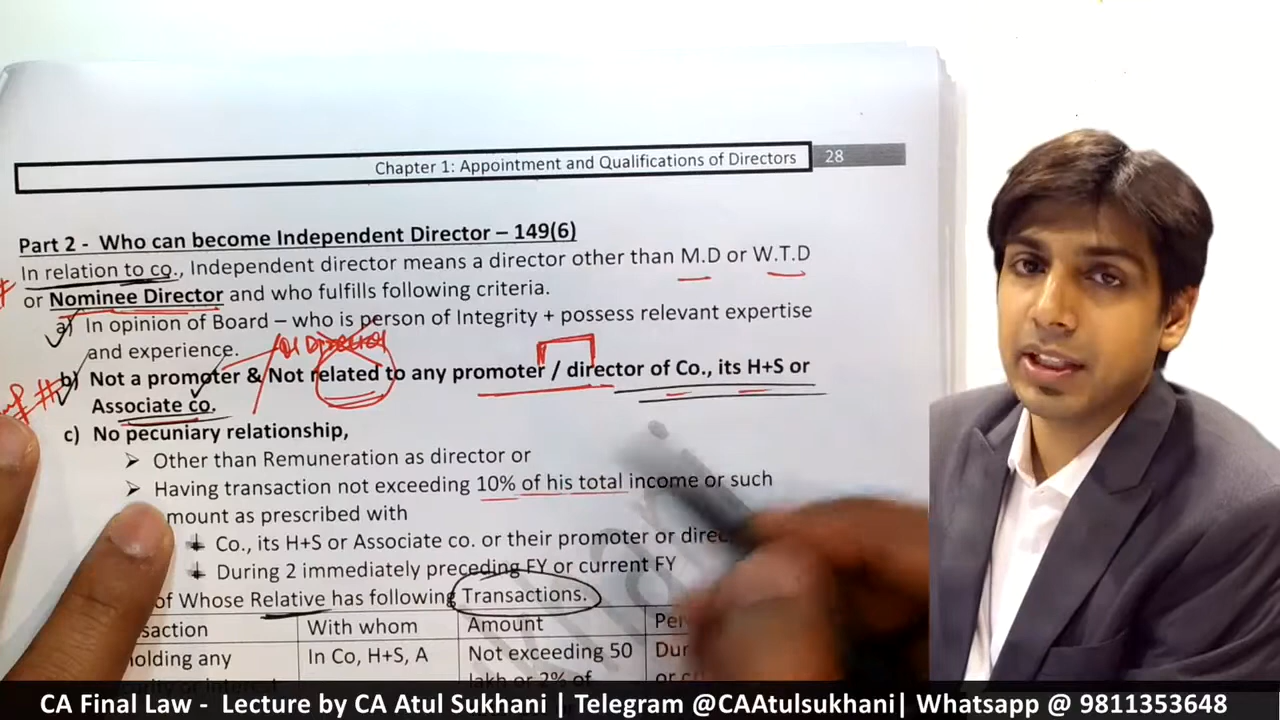 Chapter 1: Appointment and Qualifications of Directors 28
Part 2 - Who can become Independent Director – 149(6)
In relation to co., Independent director means a director other than M.D or W.T.D
or Nominee Director and who fulfills following criteria.
a) In opinion of Board – who is person of Integrity + possess relevant expertise
and experience.
b) Not a promoter & Not related to any promoter / director of Co., its H+S or
Associate co.
c) No pecuniary relationship,
Other than Remuneration as director or
Having transaction not exceeding 10% of his total income or such
mount as prescribed with
Co., its H+S or Associate co. or their promoter or
During 2 immediately preceding FY or current FY
of Whose Relative has following Transactions.
With whom Amount
In Co, H+S, A Not exceeding 50
lakh or 2% of
CA Final Law - Lecture by CA Atul Sukhani | Telegram @CAAtulsukhani| Whatsapp @ 9811353648